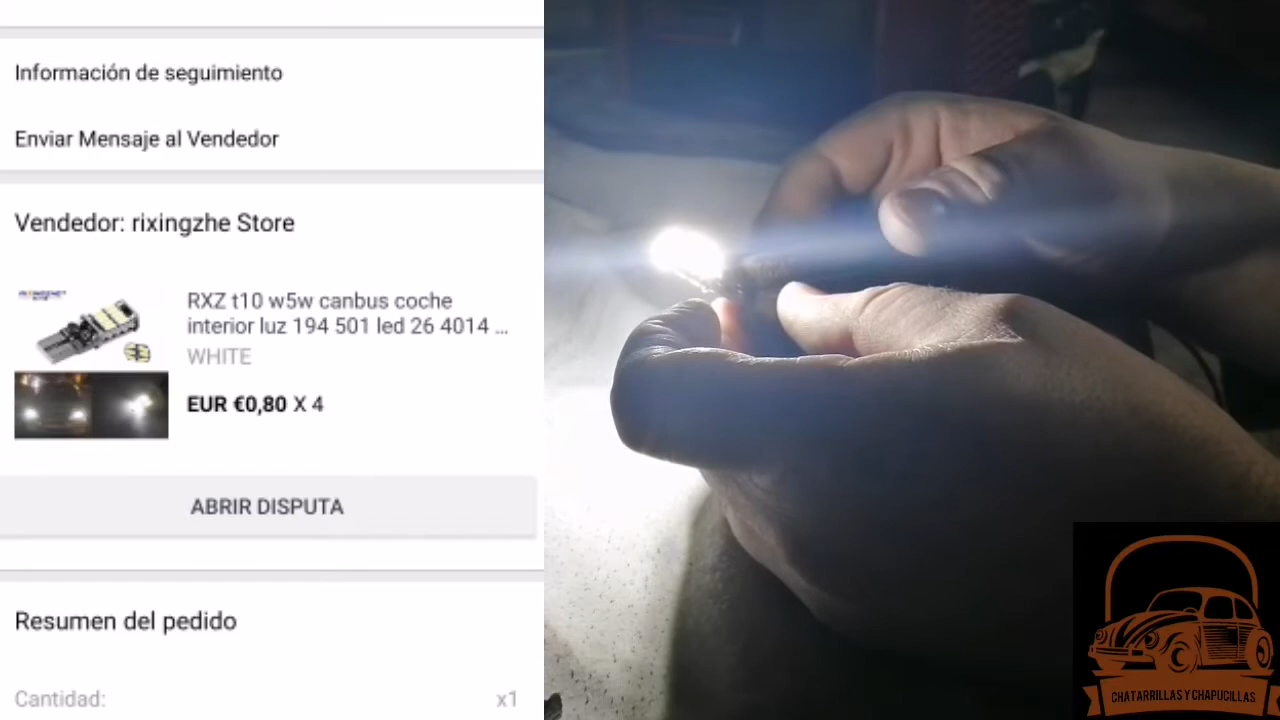 Información de seguimiento
Enviar Mensaje al Vendedor
Vendedor: rixingzhe Store
RXZ t10 w5w canbus coche
interior luz 194 501 led 26 4014 ...
WHITE
EUR €0,80 X 4
ABRIR DISPUTA
Resumen del pedido
Cantidad:
x1
CHATARRILLAS Y CHAPUCILLAS